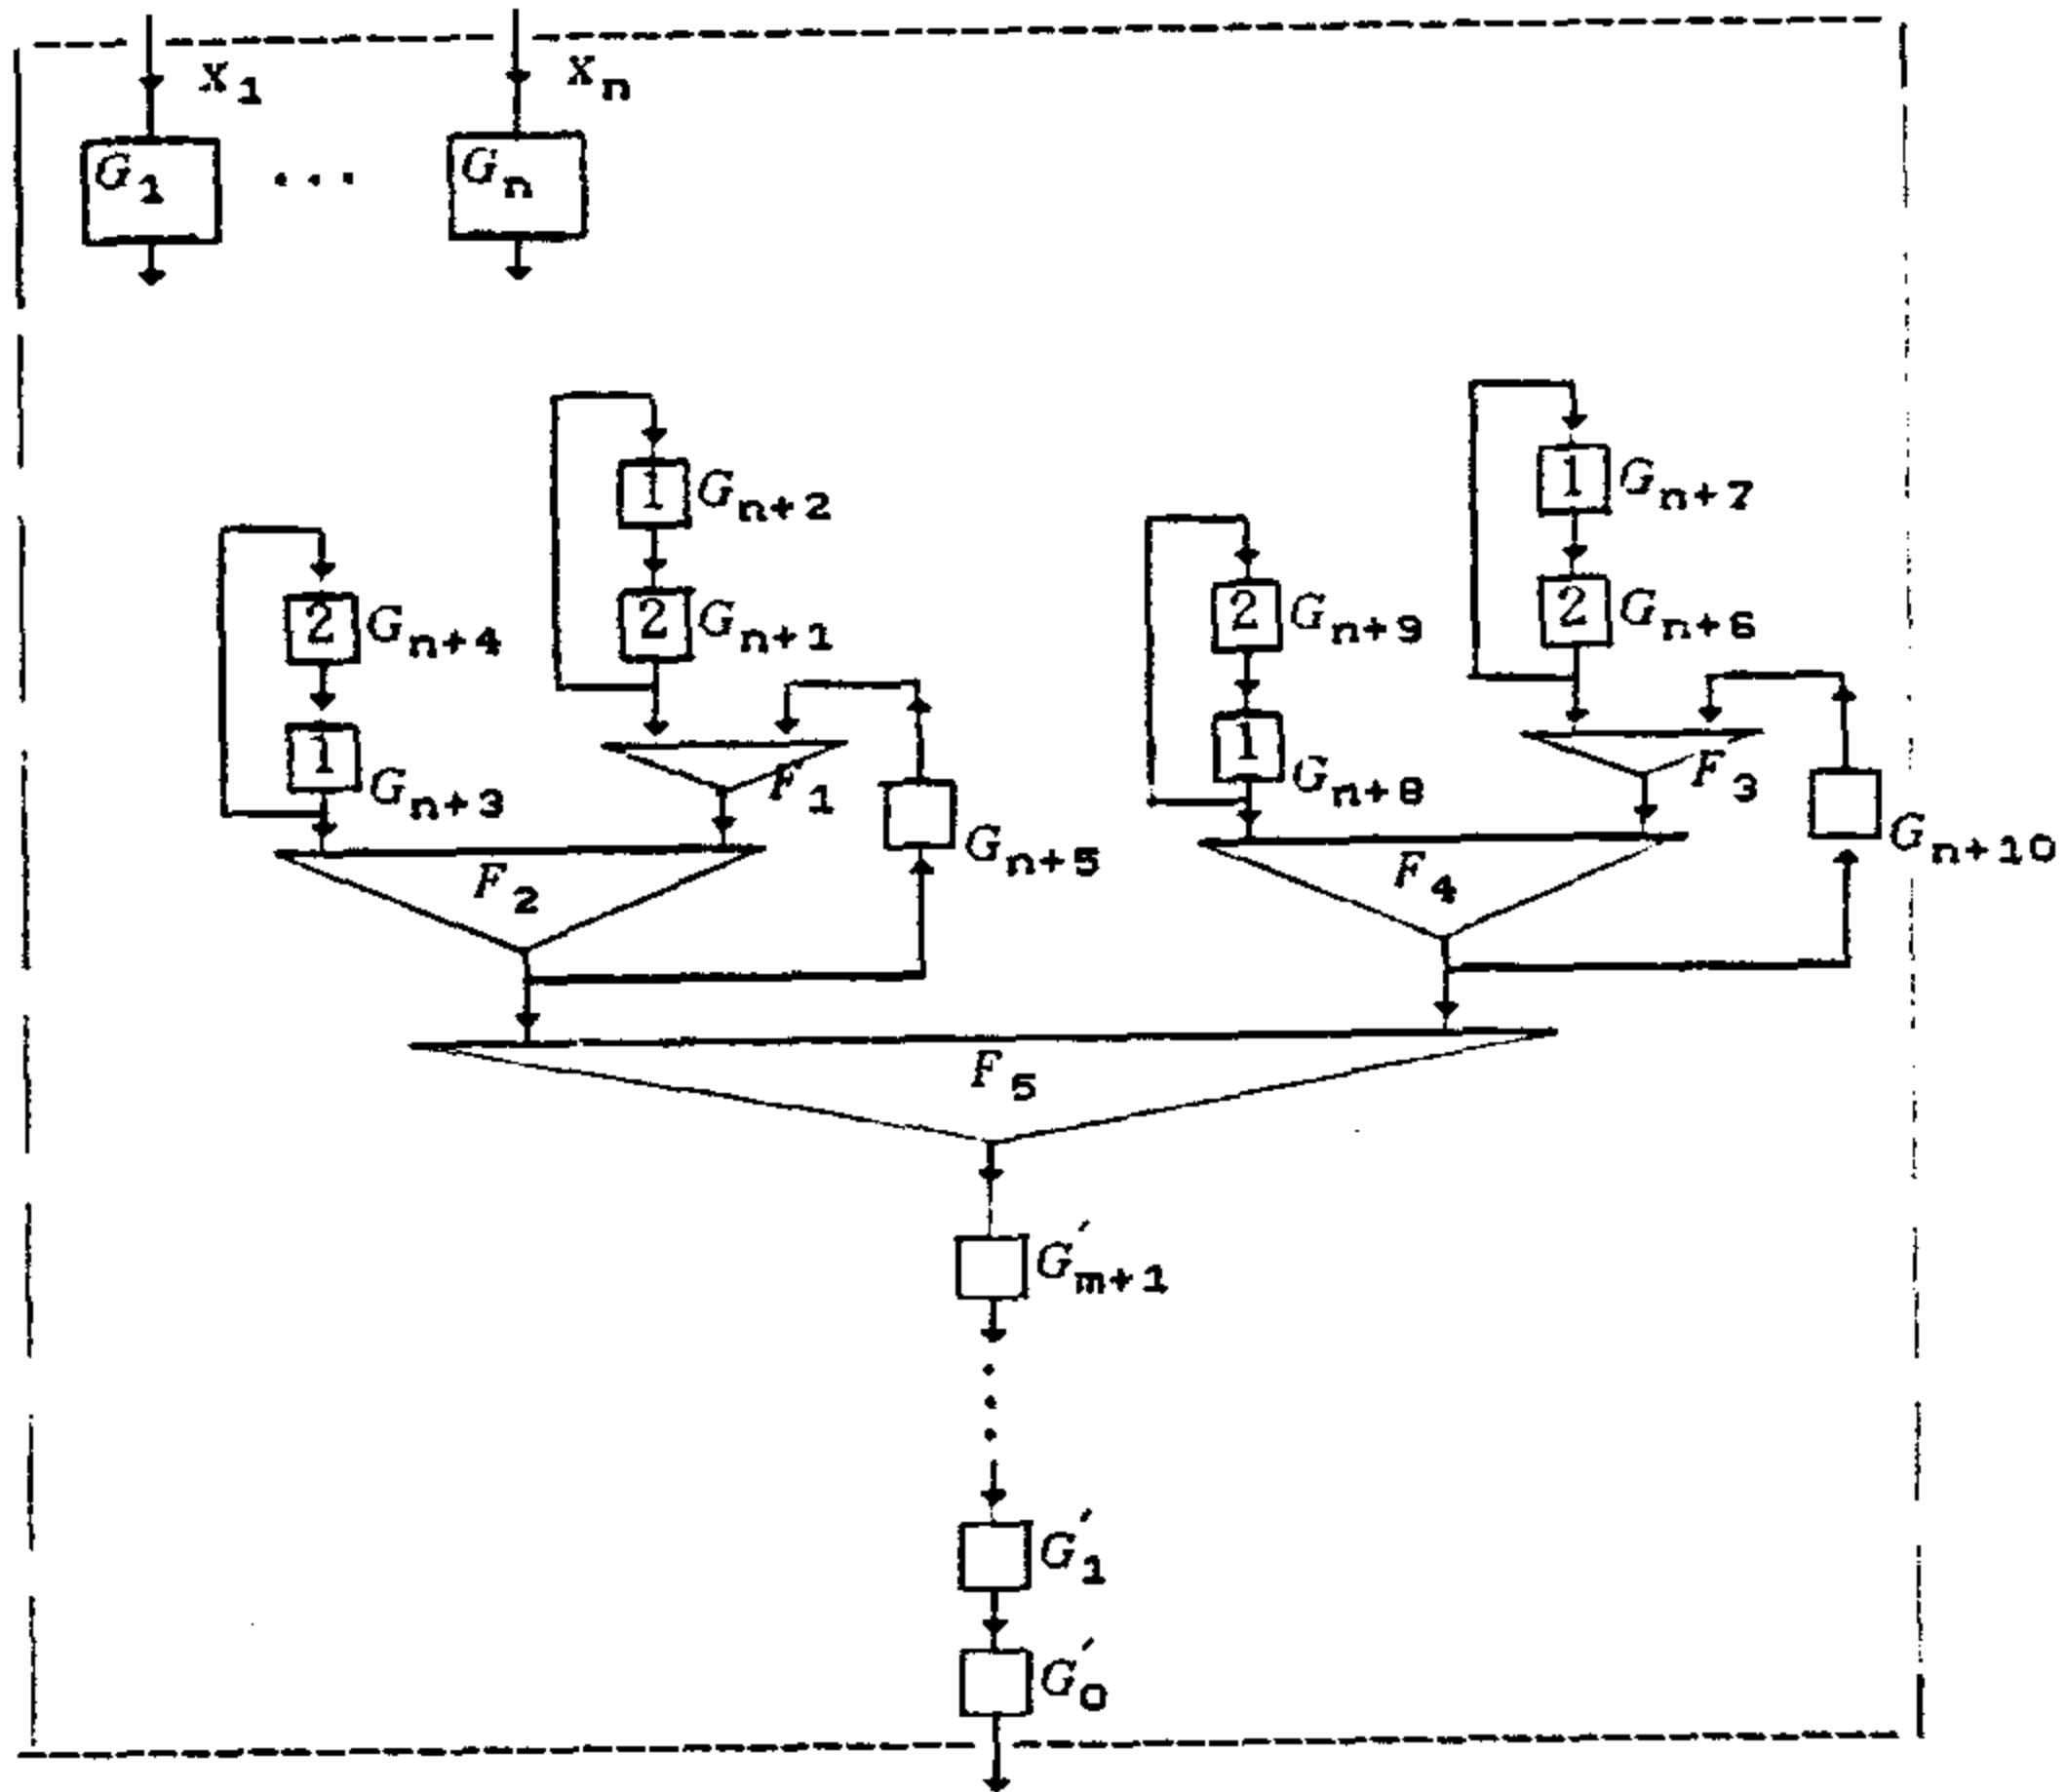 x1 xn
G1 ... Gn
1 Gn+2
1 Gn+7
2 Gn+4
2 Gn+1
2 Gn+9
2 Gn+6
1 Gn+3
F1
Gn+5
1 Gn+8
F3
Gn+10
F2
F4
F5
G'm+1
G'1
G'0